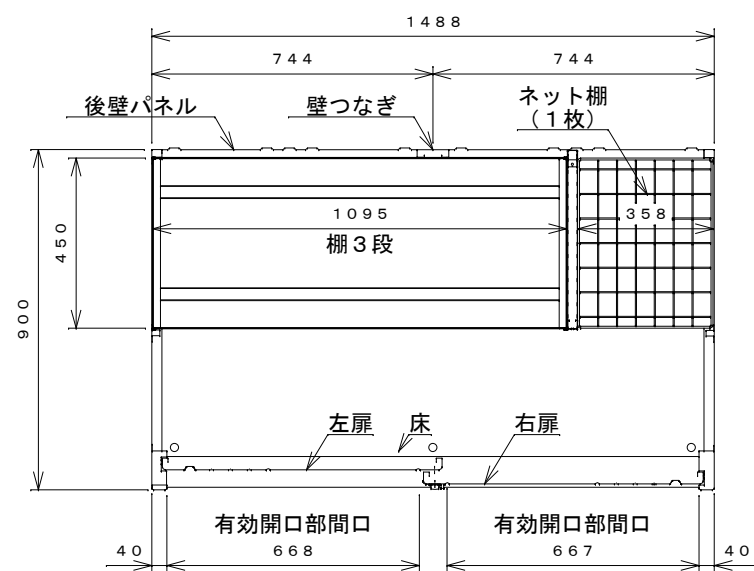 １４８８
７４４
７４４
後壁パネル
壁つなぎ
ネット棚
（１枚）
１０９５
３５８
棚３段
４５０
９００
左扉
床
右扉
有効開口部間口
有効開口部間口
４０
６６８
６６７
４０